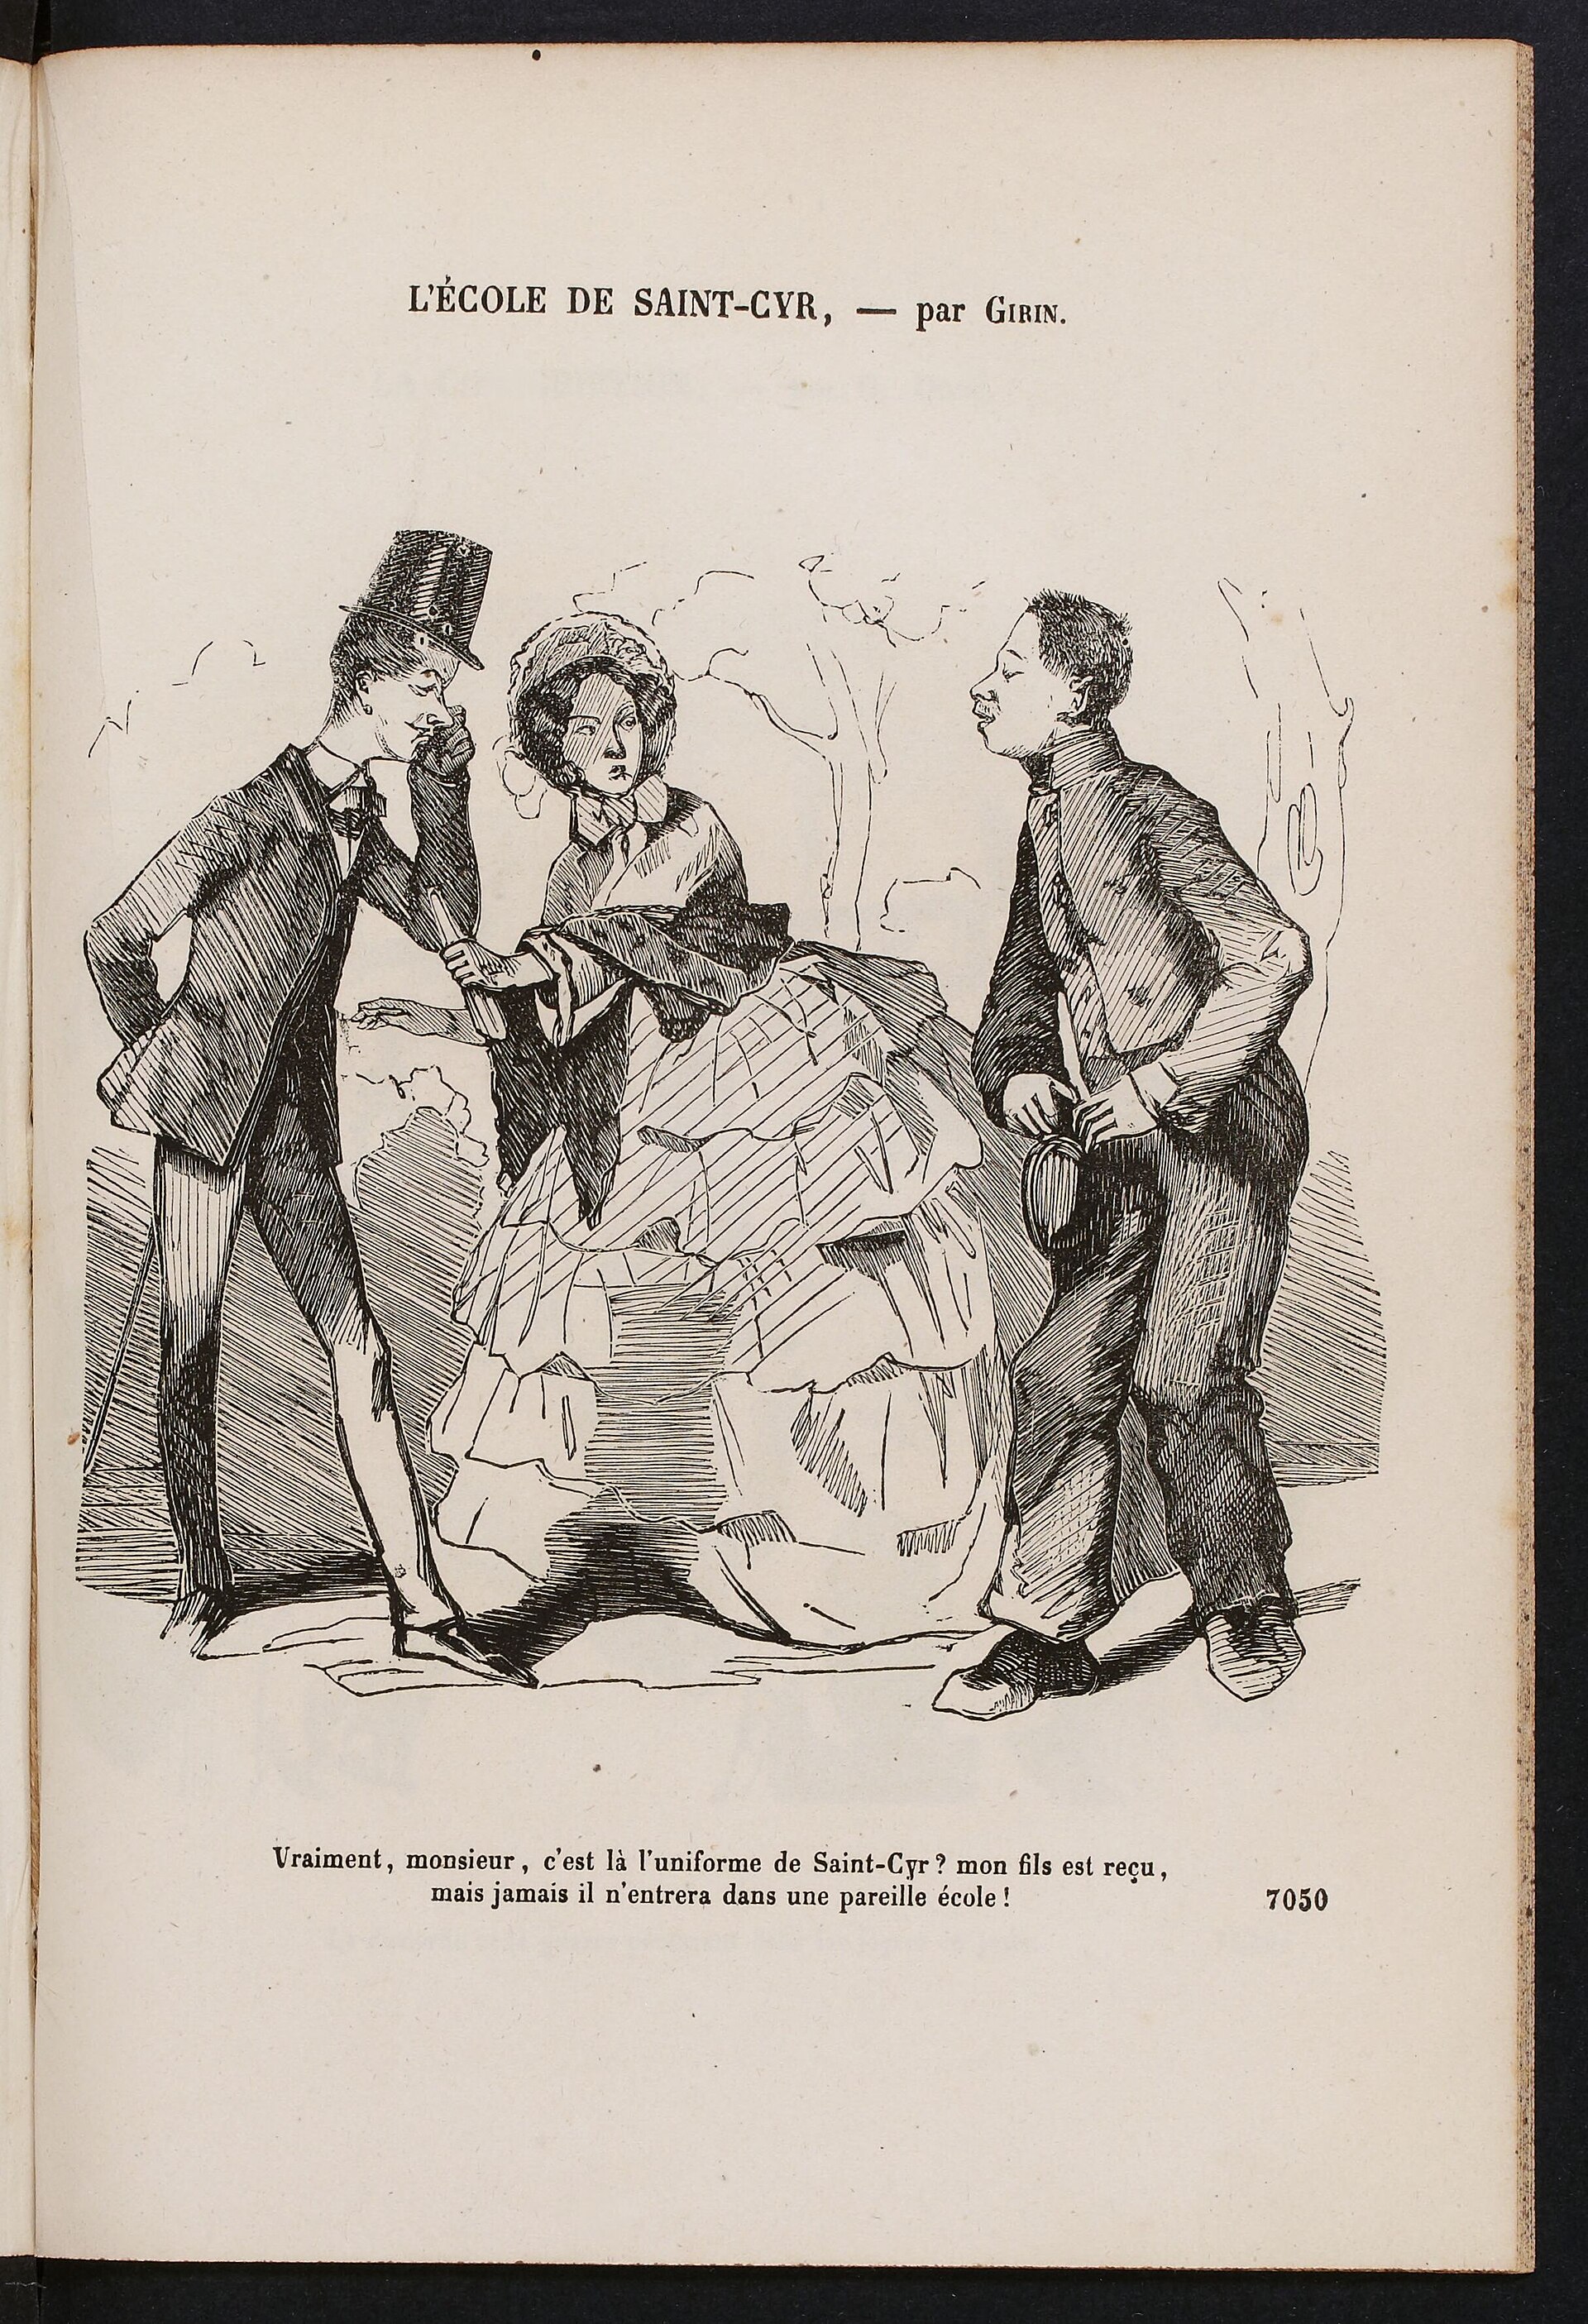 L'ÉCOLE DE SAINT-CYR, — par GIRIN.
Vraiment, monsieur, c'est là l'uniforme de Saint-Cyr? mon fils est reçu,
mais jamais il n'entrera dans une pareille école!
7050